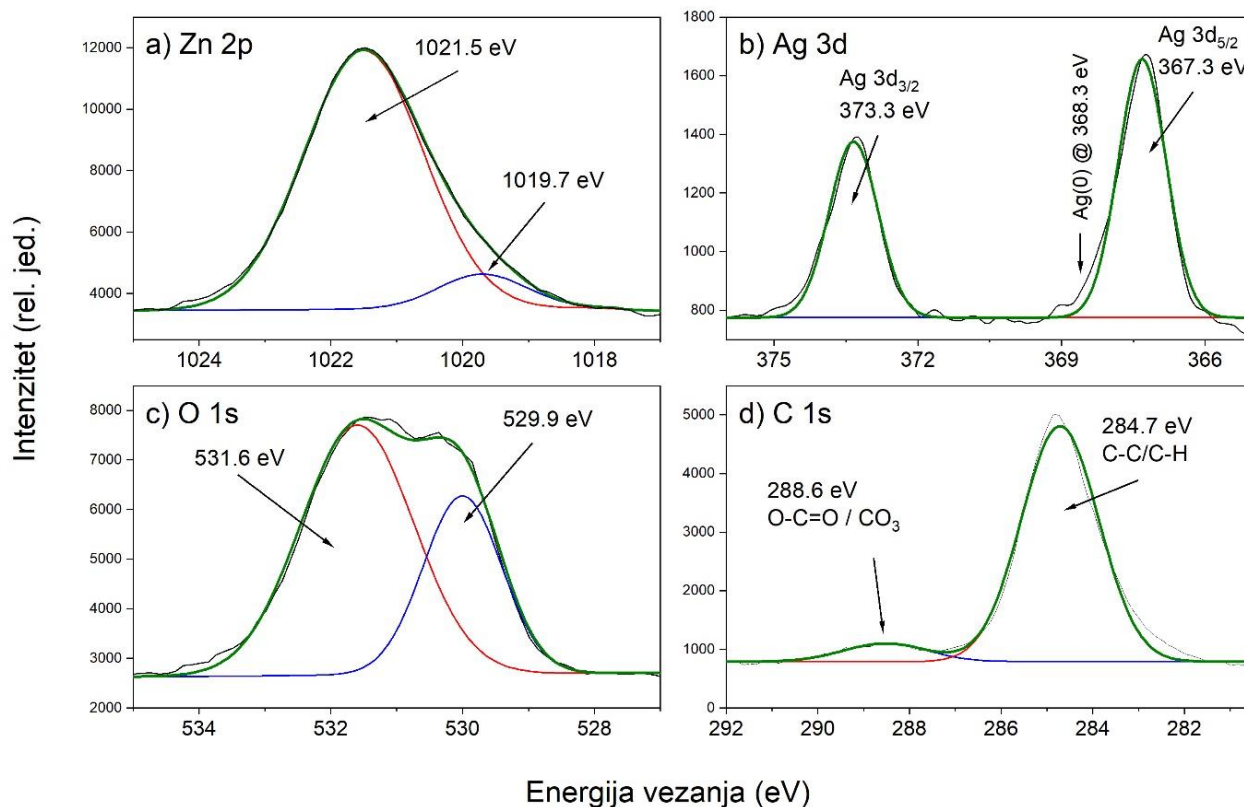 Intenzitet (rel. jed.)
a) Zn 2p
1021.5 eV
1019.7 eV
12000
10000
8000
6000
4000
1024
1022
1020
1018
b) Ag 3d
Ag 3d3/2
373.3 eV
Ag(0) @ 368.3 eV
Ag 3d5/2
367.3 eV
1800
1600
1400
1200
1000
800
375
372
369
366
c) O 1s
531.6 eV
529.9 eV
8000
7000
6000
5000
4000
3000
2000
534
532
530
528
d) C 1s
288.6 eV
O-C=O / CO3
284.7 eV
C-C/C-H
5000
4000
3000
2000
1000
0
292
290
288
286
284
282
Energija vezanja (eV)